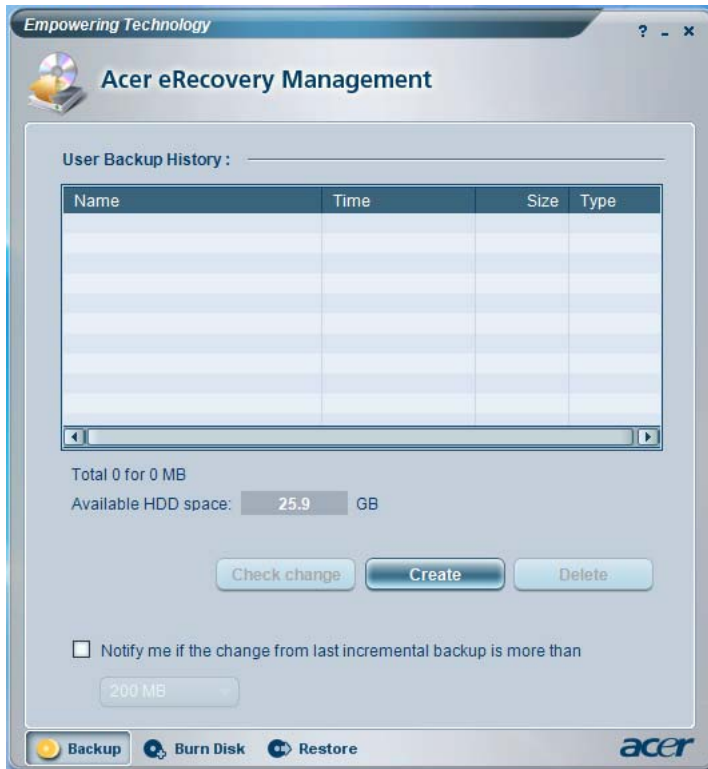 Empowering Technology
? - ×
Acer eRecovery Management
User Backup History :
Name Time Size Type
Total 0 for 0 MB
Available HDD space: 25.9 GB
Check change Create Delete
Notify me if the change from last incremental backup is more than
200 MB
Backup Burn Disk Restore acer